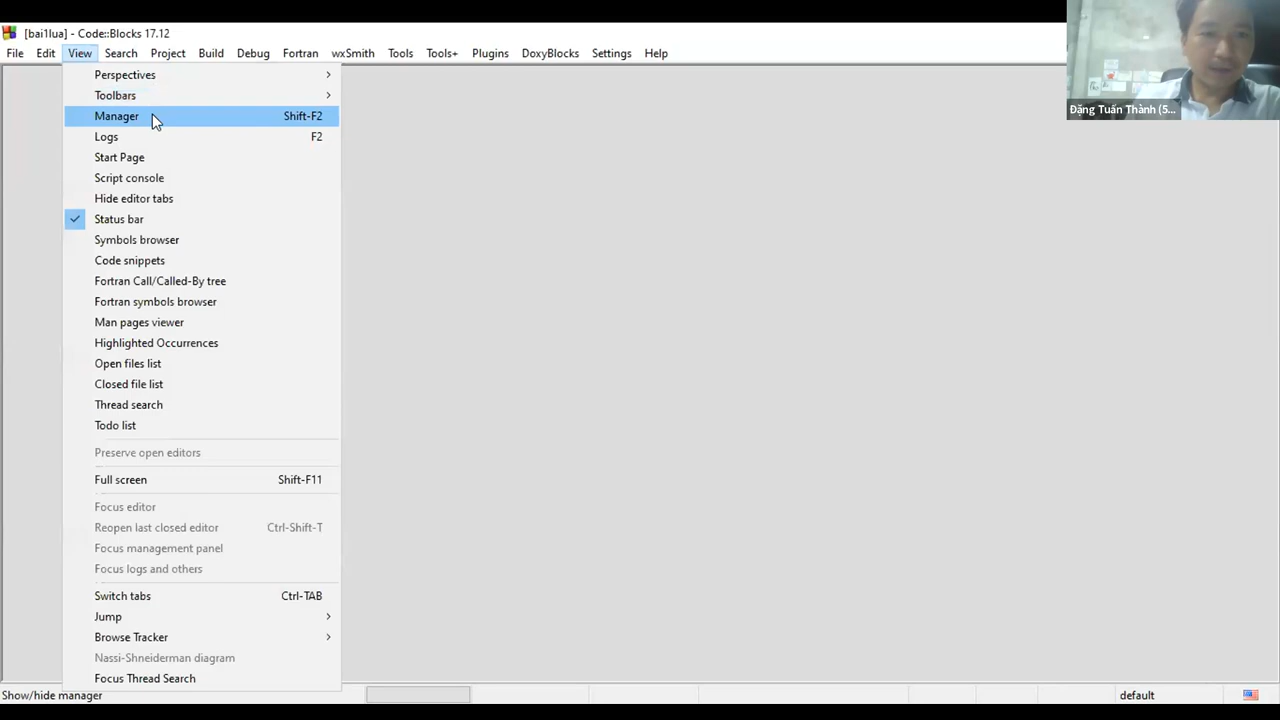 [bai1lua] - Code::Blocks 17.12
File Edit View Search Project Build Debug Fortran wxSmith Tools Tools+ Plugins DoxyBlocks Settings Help
Perspectives
Toolbars
Manager Shift-F2
Logs F2
Start Page
Script console
Hide editor tabs
Status bar
Symbols browser
Code snippets
Fortran Call/Called-By tree
Fortran symbols browser
Man pages viewer
Highlighted Occurrences
Open files list
Closed file list
Thread search
Todo list
Preserve open editors
Full screen Shift-F11
Focus editor
Reopen last closed editor Ctrl-Shift-T
Focus management panel
Focus logs and others
Switch tabs Ctrl-TAB
Jump
Browse Tracker
Nassi-Shneiderman diagram
Focus Thread Search
Show/hide manager default
Đặng Tuấn Thành (5...